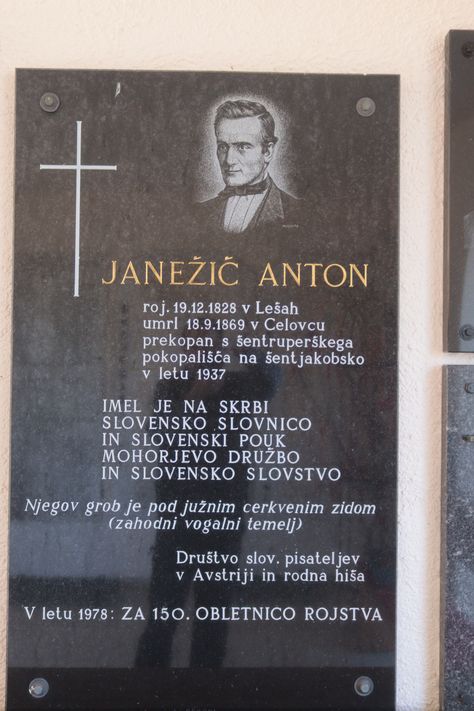 JANEŽIČ ANTON
roj. 19.12.1828 v Lešah
umrl 18.9.1869 v Celovcu
prekopan s šentruperškega
pokopališča na šentjakobsko
v letu 1937
IMEL JE NA SKRBI
SLOVENSKO SLOVNICO
IN SLOVENSKI POUK
MOHORJEVO DRUŽBO
IN SLOVENSKO SLOVSTVO
Njegov grob je pod južnim cerkvenim zidom
(zahodni vogalni temelj)
Društvo slov. pisateljev
v Avstriji in rodna hiša
V letu 1978: ZA 150. OBLETNICO ROJSTVA